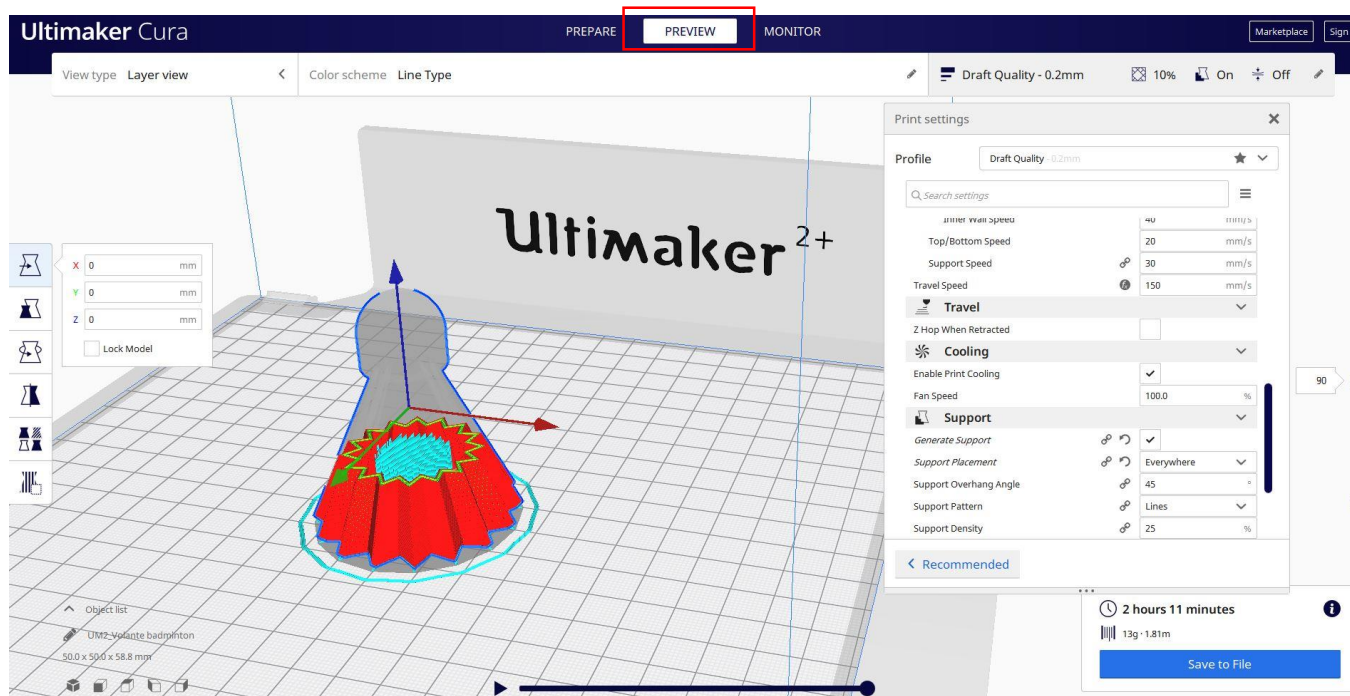 Ultimaker Cura
PREPARE PREVIEW MONITOR
Marketplace Sign
View type Layer view
Color scheme Line Type
Draft Quality - 0.2mm 10% On Off
Print settings
Profile Draft Quality - 0.2mm
Search settings
Inner Wall Speed 40 mm/s
Top/Bottom Speed 20 mm/s
Support Speed 30 mm/s
Travel Speed 150 mm/s
Travel
Z Hop When Retracted
Cooling
Enable Print Cooling
Fan Speed 100.0 %
Support
Generate Support
Support Placement Everywhere
Support Overhang Angle 45 °
Support Pattern Lines
Support Density 25 %
Recommended
Ultimaker 2+
X 0 mm
Y 0 mm
Z 0 mm
Lock Model
90
Object list
UM2_Volante badminton
50.0 x 50.0 x 58.8 mm
2 hours 11 minutes
13g · 1.81m
Save to File